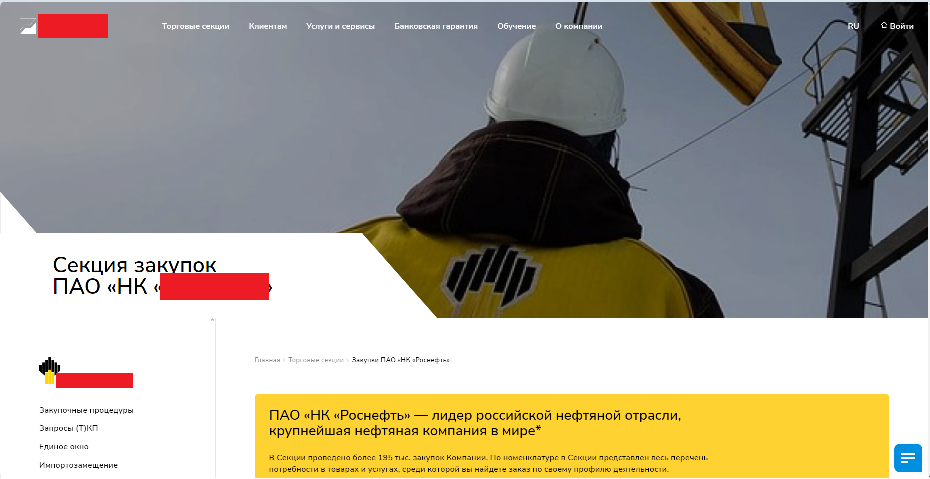 Торговые секции Клиентам Услуги и сервисы Банковская гарантия Обучение О компании RU Войти
Секция закупок
ПАО «НК « »
Главная Торговые секции Закупки ПАО «НК «Роснефть»
Закупочные процедуры
Запросы (Т)КП
Единое окно
Импортозамещение
ПАО «НК «Роснефть» — лидер российской нефтяной отрасли,
крупнейшая нефтяная компания в мире*
В Секции проведено более 195 тыс. закупок Компании. По номенклатуре в Секции представлен весь перечень
потребности в товарах и услугах, среди которой вы найдете заказ по своему профилю деятельности.